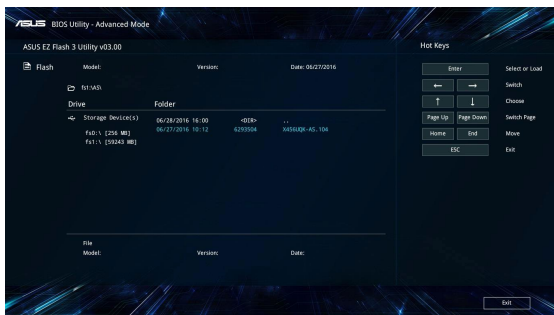 ASUS BIOS Utility - Advanced Mode
ASUS EZ Flash 3 Utility v03.00
Flash Model: Version: Date: 06/27/2016
fs1:\A5\
Drive Folder
Storage Device(s) 06/28/2016 16:00 <DIR> ..
fs0:\ [256 MB] 06/27/2016 10:12 6293504 X456UQK-AS.104
fs1:\ [59243 MB]
File
Model: Version: Date:
Hot Keys
Enter Select or Load
← → Switch
↑ ↓ Choose
Page Up Page Down Switch Page
Home End Move
ESC Exit
Exit